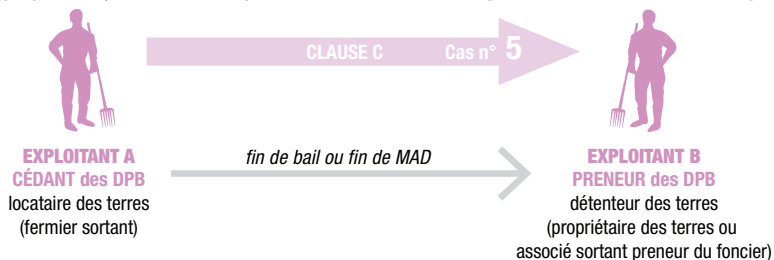 CLAUSE C Cas n° 5
EXPLOITANT A
CÉDANT des DPB
locataire des terres
(fermier sortant)
fin de bail ou fin de MAD
EXPLOITANT B
PRENEUR des DPB
détenteur des terres
(propriétaire des terres ou
associé sortant preneur du foncier)